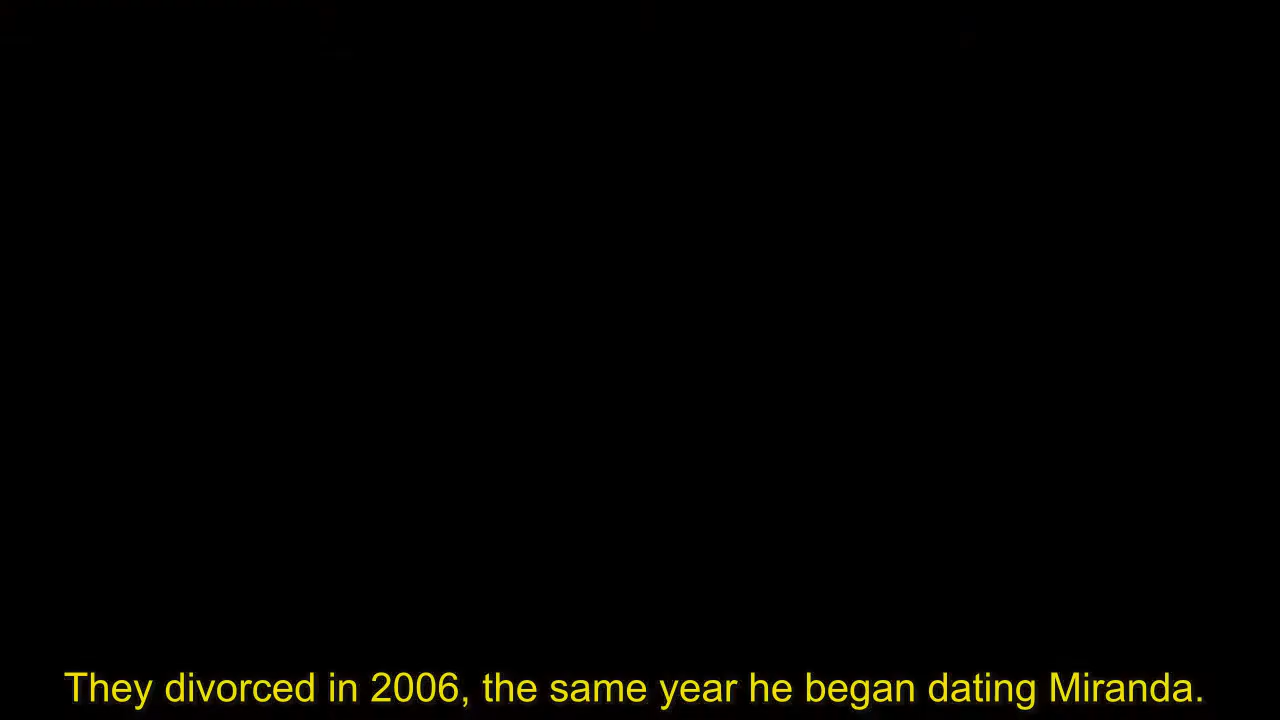 They divorced in 2006, the same year he began dating Miranda.